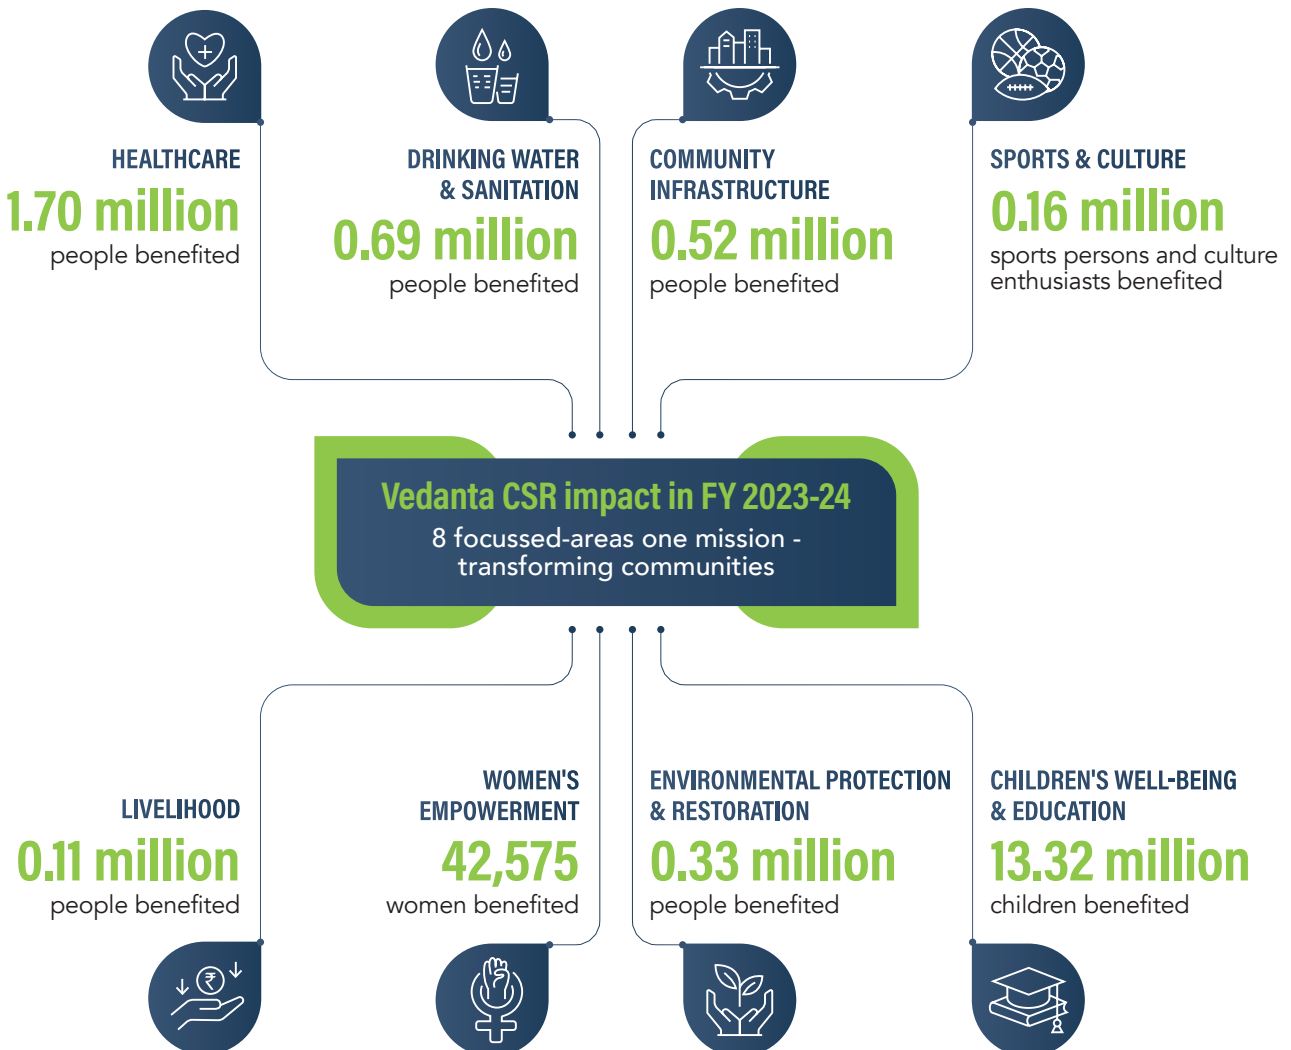 HEALTHCARE
1.70 million
people benefited
DRINKING WATER
& SANITATION
0.69 million
people benefited
COMMUNITY
INFRASTRUCTURE
0.52 million
people benefited
SPORTS & CULTURE
0.16 million
sports persons and culture
enthusiasts benefited
Vedanta CSR impact in FY 2023-24
8 focussed-areas one mission -
transforming communities
LIVELIHOOD
0.11 million
people benefited
WOMEN'S
EMPOWERMENT
42,575
women benefited
ENVIRONMENTAL PROTECTION
& RESTORATION
0.33 million
people benefited
CHILDREN'S WELL-BEING
& EDUCATION
13.32 million
children benefited
₹